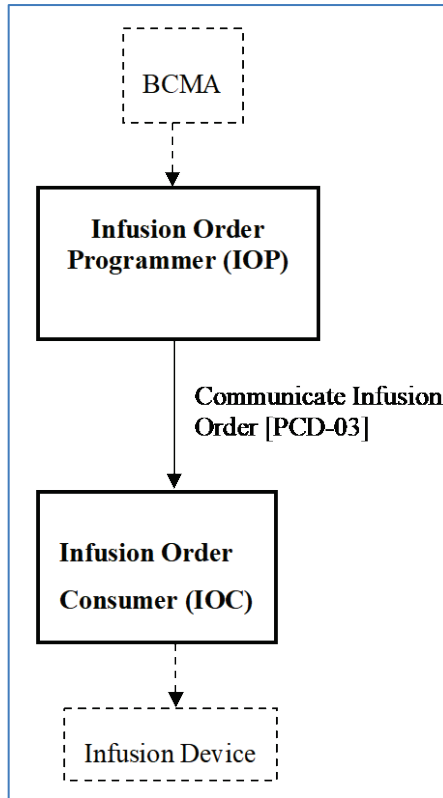 BCMA
Infusion Order
Programmer (IOP)
Communicate Infusion
Order [PCD-03]
Infusion Order
Consumer (IOC)
Infusion Device